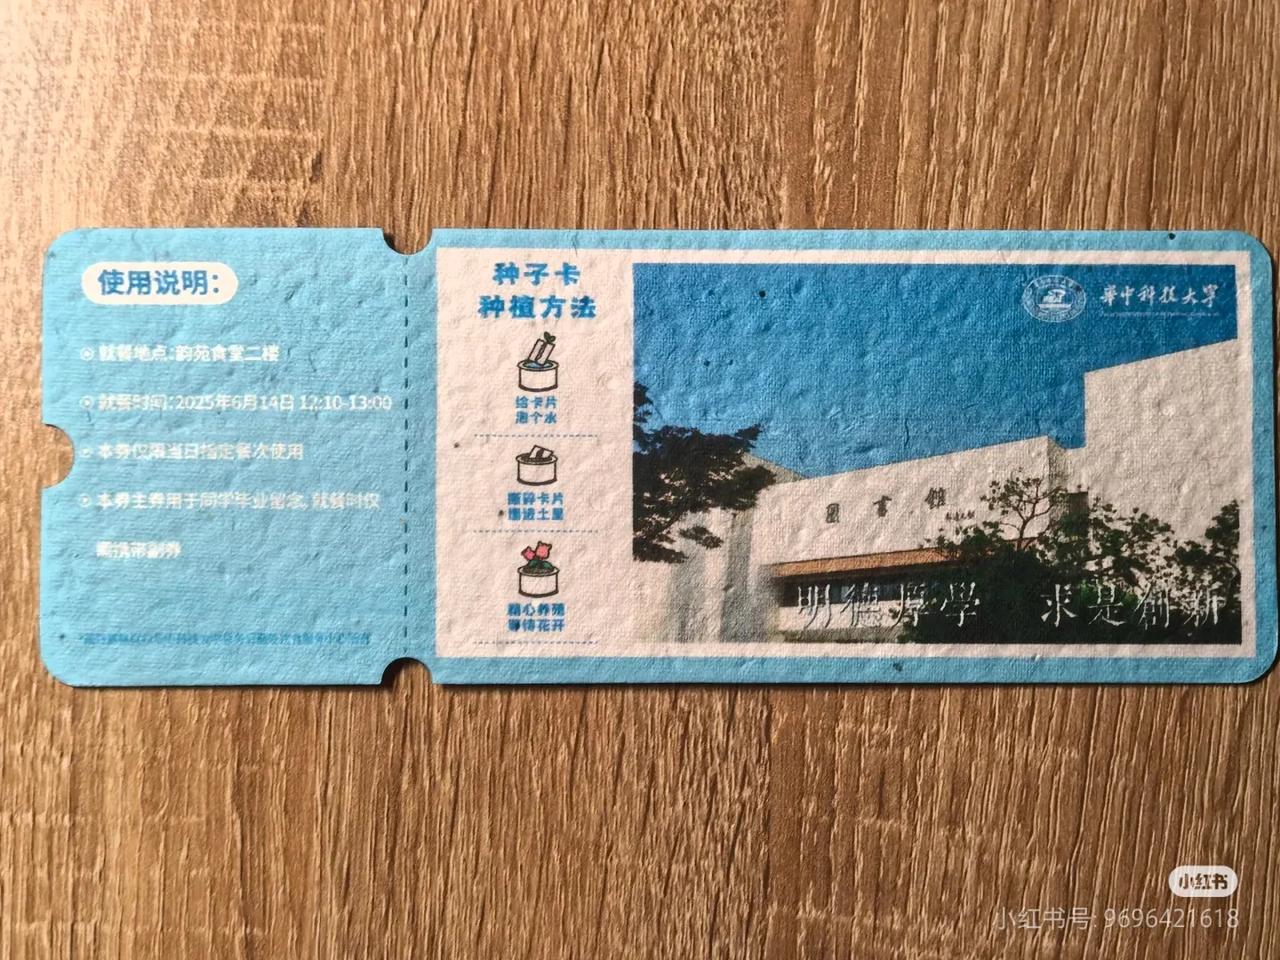 使用说明：
就餐地点：韵苑食堂二楼
就餐时间：2025年6月14日 12:10-13:00
本券仅限当日指定餐次使用
本券主券用于同学毕业留念，就餐时仅
需携带副券
种子卡
种植方法
给卡片
泡个水
撕碎卡片
埋进土里
精心养殖
等待花开
華中科技大学
圖書館
明德厚学 求是創新
小红书
小红书号: 9696421618